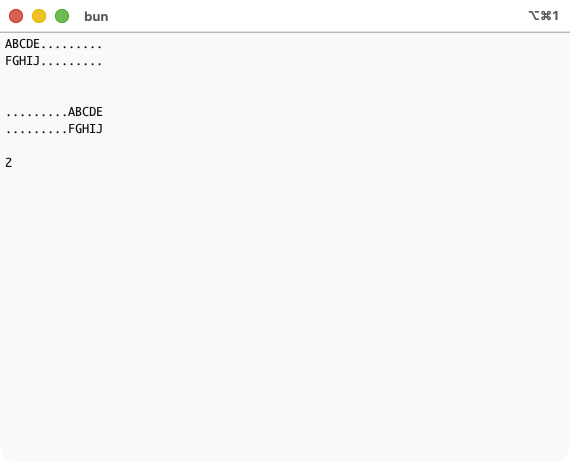 bun
⌥⌘1
ABCDE.........
FGHIJ.........
.........ABCDE
.........FGHIJ
2